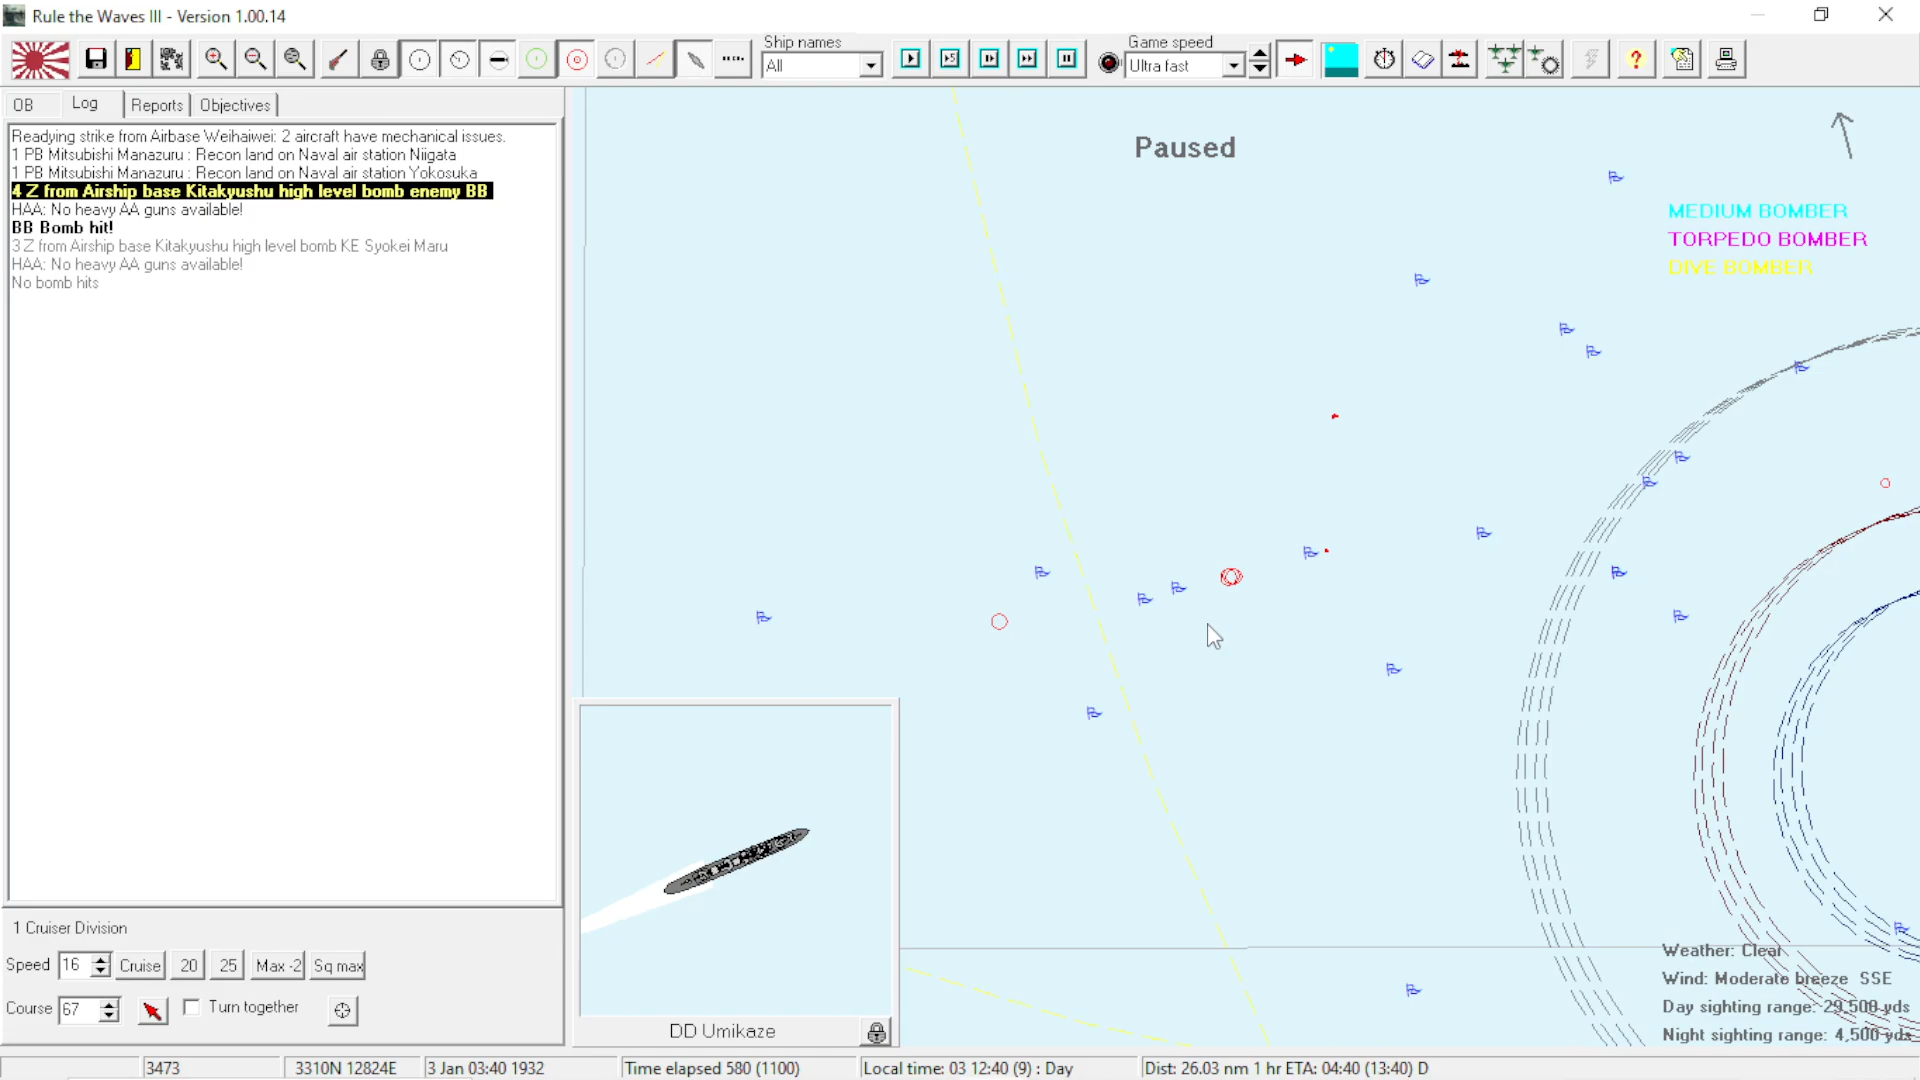 Rule the Waves III - Version 1.00.14
Ship names
All
Game speed
Ultra fast
OB
Log
Reports
Objectives
Readying strike from Airbase Weihaiwei: 2 aircraft have mechanical issues.
1 PB Mitsubishi Manazuru : Recon land on Naval air station Niigata
1 PB Mitsubishi Manazuru : Recon land on Naval air station Yokosuka
4 Z from Airship base Kitakyushu high level bomb enemy BB
HAA: No heavy AA guns available!
BB Bomb hit!
3 Z from Airship base Kitakyushu high level bomb KE Syokei Maru
HAA: No heavy AA guns available!
No bomb hits
Paused
MEDIUM BOMBER
TORPEDO BOMBER
DIVE BOMBER
1 Cruiser Division
Speed 16 Cruise 20 25 Max -2 Sq max
Course 67 Turn together
DD Umikaze
Weather: Clear
Wind: Moderate breeze SSE
Day sighting range: 29,500 yds
Night sighting range: 4,500 yds
3473
3310N 12824E
3 Jan 03:40 1932
Time elapsed 580 (1100)
Local time: 03 12:40 (9) : Day
Dist: 26.03 nm 1 hr ETA: 04:40 (13:40) D